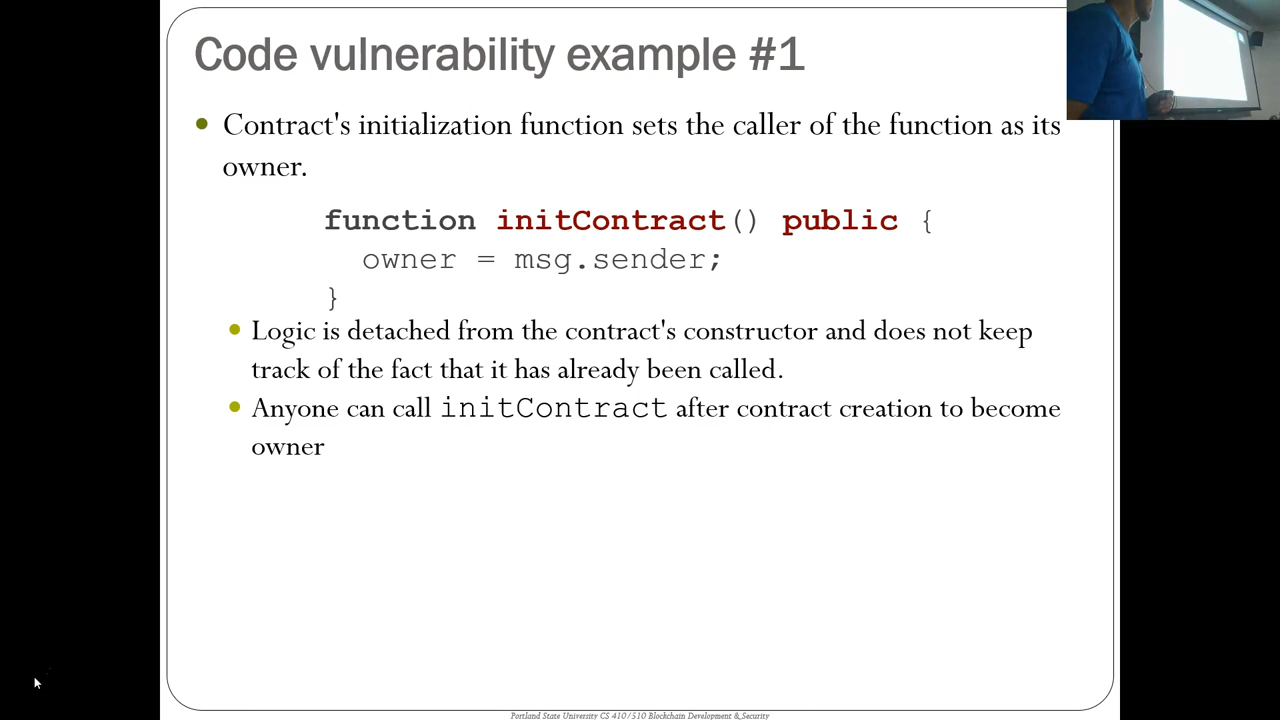 Code vulnerability example #1
Contract's initialization function sets the caller of the function as its
owner.
function initContract() public {
owner = msg.sender;
}
Logic is detached from the contract's constructor and does not keep
track of the fact that it has already been called.
Anyone can call initContract after contract creation to become
owner
Portland State University CS 410/510 Blockchain Development & Security